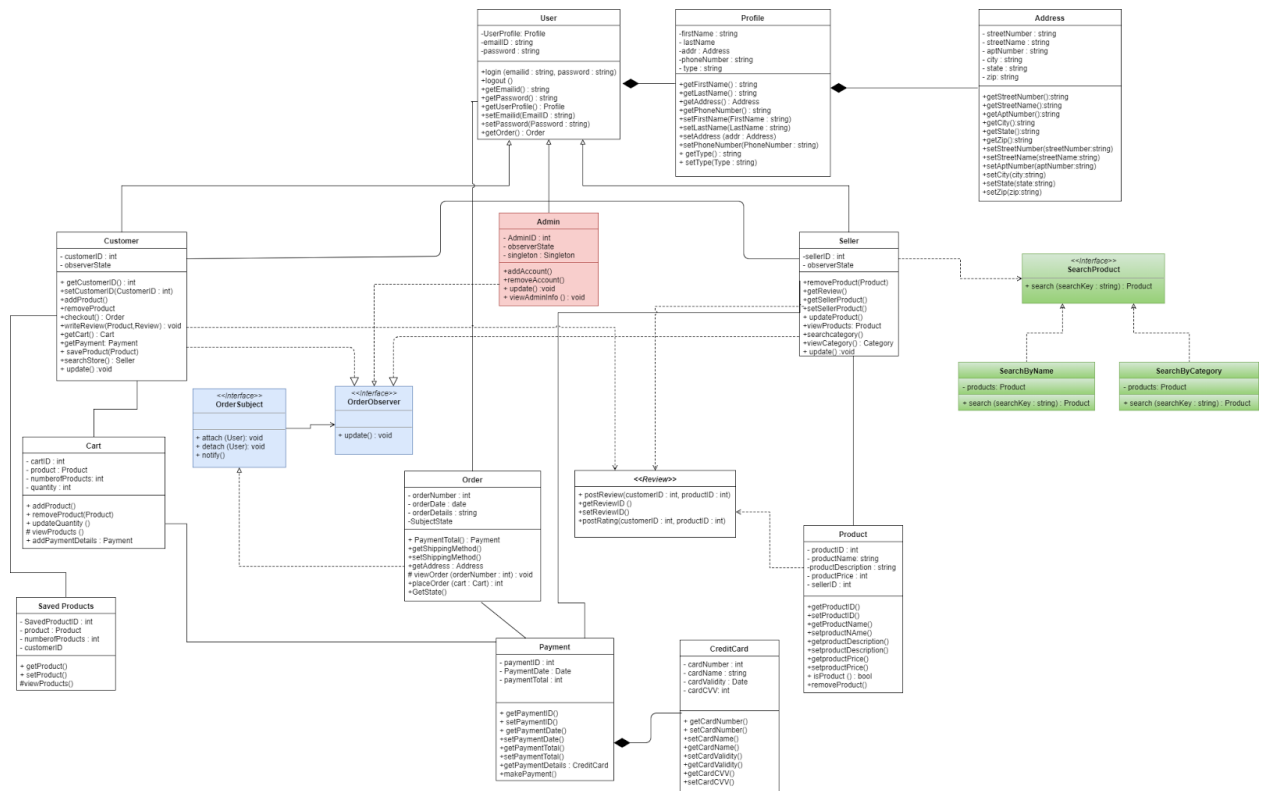 User
-UserProfile: Profile
-emailID : string
-password : string
+login (emailid : string, password : string)
+logout ()
+getEmailid() : string
+getPassword() : string
+getUserProfile() : Profile
+setEmailid(EmailID : string)
+setPassword(Password : string)
+getOrder() : Order
Profile
-firstName : string
- lastName
-addr : Address
-phoneNumber : string
- type : string
+getFirstName() : string
+getLastName() : string
+getAddress() : Address
+getPhoneNumber() : string
+setFirstName(FirstName : string)
+setLastName(LastName : string)
+setAddress (addr : Address)
+setPhoneNumber(PhoneNumber : string)
+ getType() : string
+ setType(Type : string)
Address
- streetNumber : string
- streetName : string
- aptNumber : string
- city : string
- state : string
- zip: string
+getStreetNumber():string
+getStreetName():string
+getAptNumber():string
+getCity():string
+getState():string
+getZip():string
+setStreetNumber(streetNumber:string)
+setStreetName(streetName:string)
+setAptNumber(aptNumber:string)
+setCity(city:string)
+setState(state:string)
+setZip(zip:string)
Customer
- customerID : int
- observerState
+ getCustomerID() : int
+setCustomerID(CustomerID : int)
+addProduct()
+removeProduct
+checkout() : Order
+writeReview(Product,Review) : void
+getCart() : Cart
+getPayment: Payment
+ saveProduct(Product)
+searchStore() : Seller
+ update() :void
Admin
- AdminID : int
- observerState
- singleton : Singleton
+addAccount()
+removeAccount()
+ update() :void
+ viewAdminInfo () : void
Seller
-sellerID : int
- observerState
+removeProduct(Product)
+getReview()
+getSellerProduct()
+setSellerProduct()
+ updateProduct()
+viewProducts: Product
+searchcategory()
+viewCategory() : Category
+ update() :void
<<Interface>>
SearchProduct
+ search (searchKey : string) : Product
SearchByName
- products: Product
+ search (searchKey : string) : Product
SearchByCategory
- products: Product
+ search (searchKey : string) : Product
<<Interface>>
OrderSubject
+ attach (User): void
+ detach (User): void
+ notify()
<<Interface>>
OrderObserver
+ update() : void
Cart
- cartID : int
- product : Product
- numberofProducts: int
- quantity : int
+ addProduct()
+ removeProduct(Product)
+ updateQuantity ()
# viewProducts ()
+ addPaymentDetails : Payment
Order
- orderNumber : int
- orderDate : date
- orderDetails : string
-SubjectState
+ PaymentTotal() : Payment
+getShippingMethod()
+setShippingMethod()
+getAddress : Address
# viewOrder (orderNumber : int) : void
+placeOrder (cart : Cart) : int
+GetState()
<<Review>>
+ postReview(customerID : int, productID : int)
+getReviewID ()
+setReviewID()
+postRating(customerID : int, productID : int)
Product
- productID : int
- productName: string
-productDescription : string
- productPrice : int
- sellerID : int
+getProductID()
+setProductID()
+getProductName()
+setproductNAme()
+getproductDescription()
+setproductDescription()
+getproductPrice()
+setproductPrice()
+ isProduct () : bool
+removeProduct()
Saved Products
- SavedProductID : int
- product : Product
- numberofProducts : int
- customerID
+ getProduct()
+ setProduct()
#viewProducts()
Payment
- paymentID : int
- PaymentDate : Date
- paymentTotal : int
+ getPaymentID()
+ setPaymentID()
+ getPaymentDate()
+setPaymentDate()
+getPaymentTotal()
+setPaymentTotal()
+getPaymentDetails : CreditCard
+makePayment()
CreditCard
- cardNumber : int
- cardName : string
- cardValidity : Date
- cardCVV: int
+ getCardNumber()
+ setCardNumber()
+setCardName()
+getCardName()
+setCardValidity()
+getCardValidity()
+getCardCVV()
+setCardCVV()